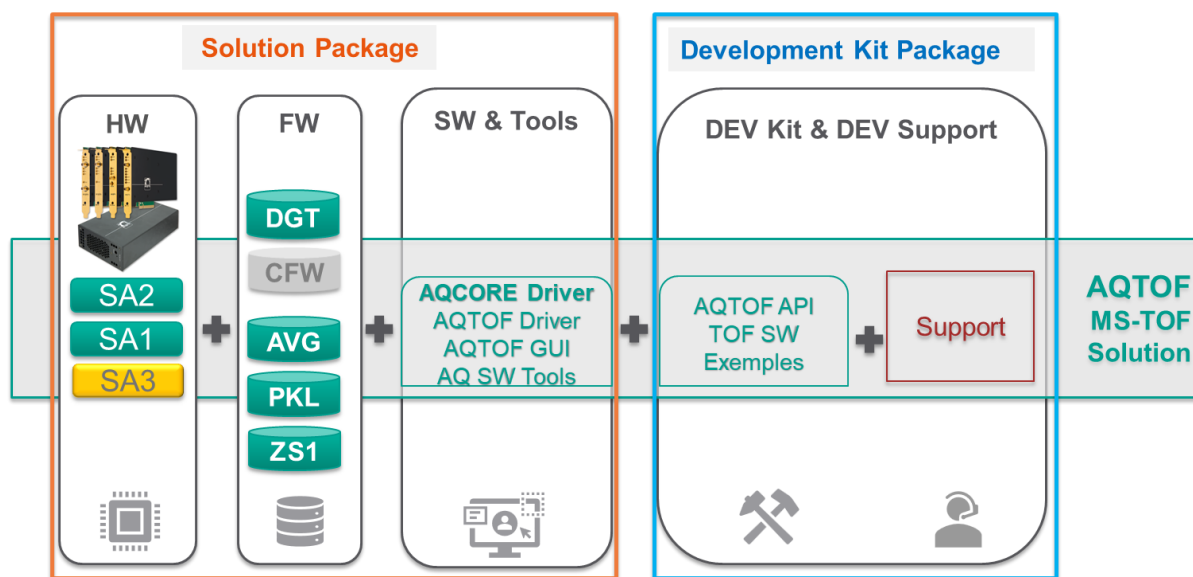 Solution Package
Development Kit Package
HW
FW
SW & Tools
DEV Kit & DEV Support
DGT
CFW
SA2
SA1
SA3
AVG
PKL
ZS1
AQCORE Driver
AQTOF Driver
AQTOF GUI
AQ SW Tools
AQTOF API
TOF SW
Exemples
Support
AQTOF
MS-TOF
Solution